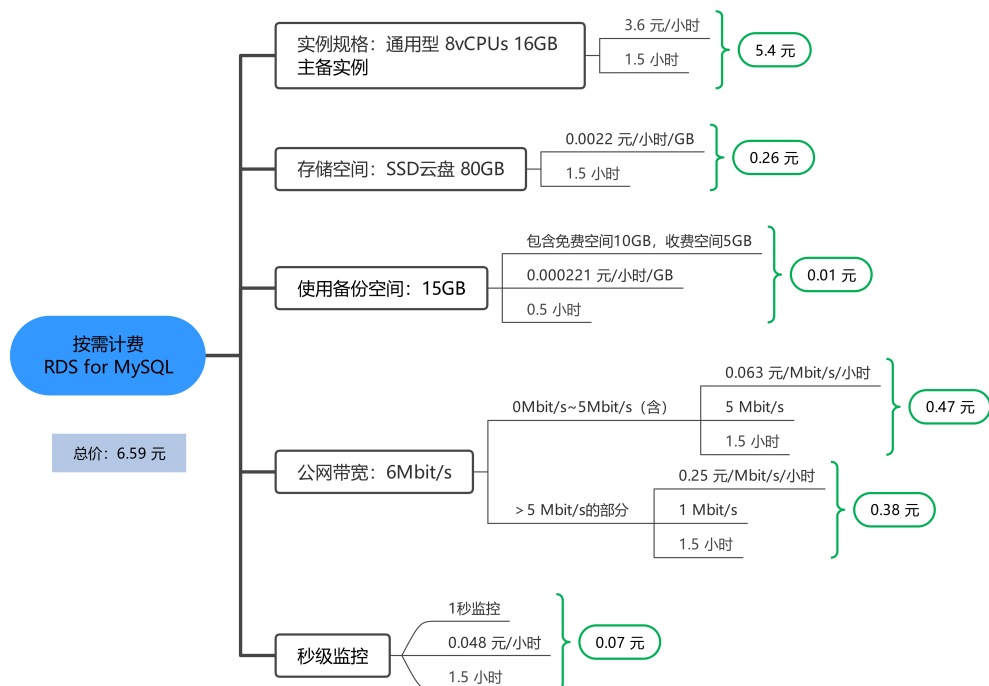 实例规格：通用型 8vCPUs 16GB
主备实例
3.6 元/小时
1.5 小时
5.4 元
存储空间：SSD云盘 80GB
0.0022 元/小时/GB
1.5 小时
0.26 元
使用备份空间：15GB
包含免费空间10GB，收费空间5GB
0.000221 元/小时/GB
0.5 小时
0.01 元
按需计费
RDS for MySQL
总价：6.59 元
公网带宽：6Mbit/s
0Mbit/s~5Mbit/s（含）
0.063 元/Mbit/s/小时
5 Mbit/s
1.5 小时
0.47 元
＞5 Mbit/s的部分
0.25 元/Mbit/s/小时
1 Mbit/s
1.5 小时
0.38 元
秒级监控
1秒监控
0.048 元/小时
1.5 小时
0.07 元